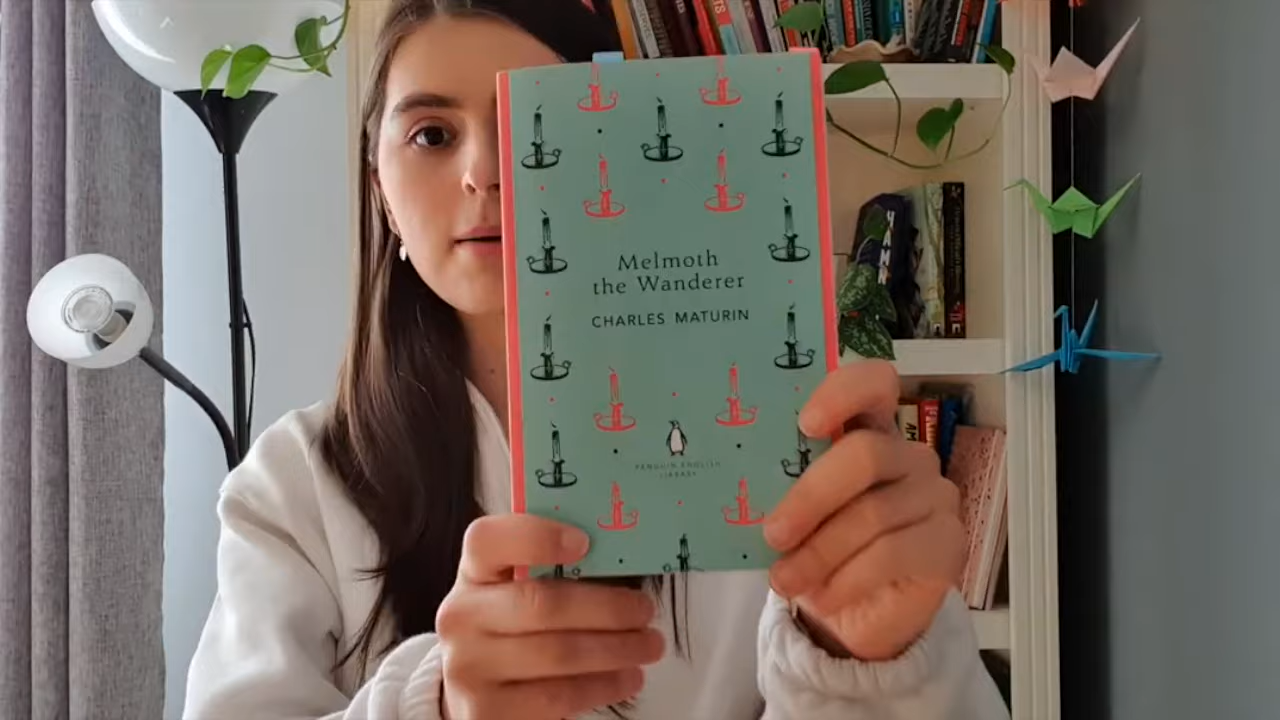 Melmoth
the Wanderer
CHARLES MATURIN
PENGUIN ENGLISH
LIBRARY